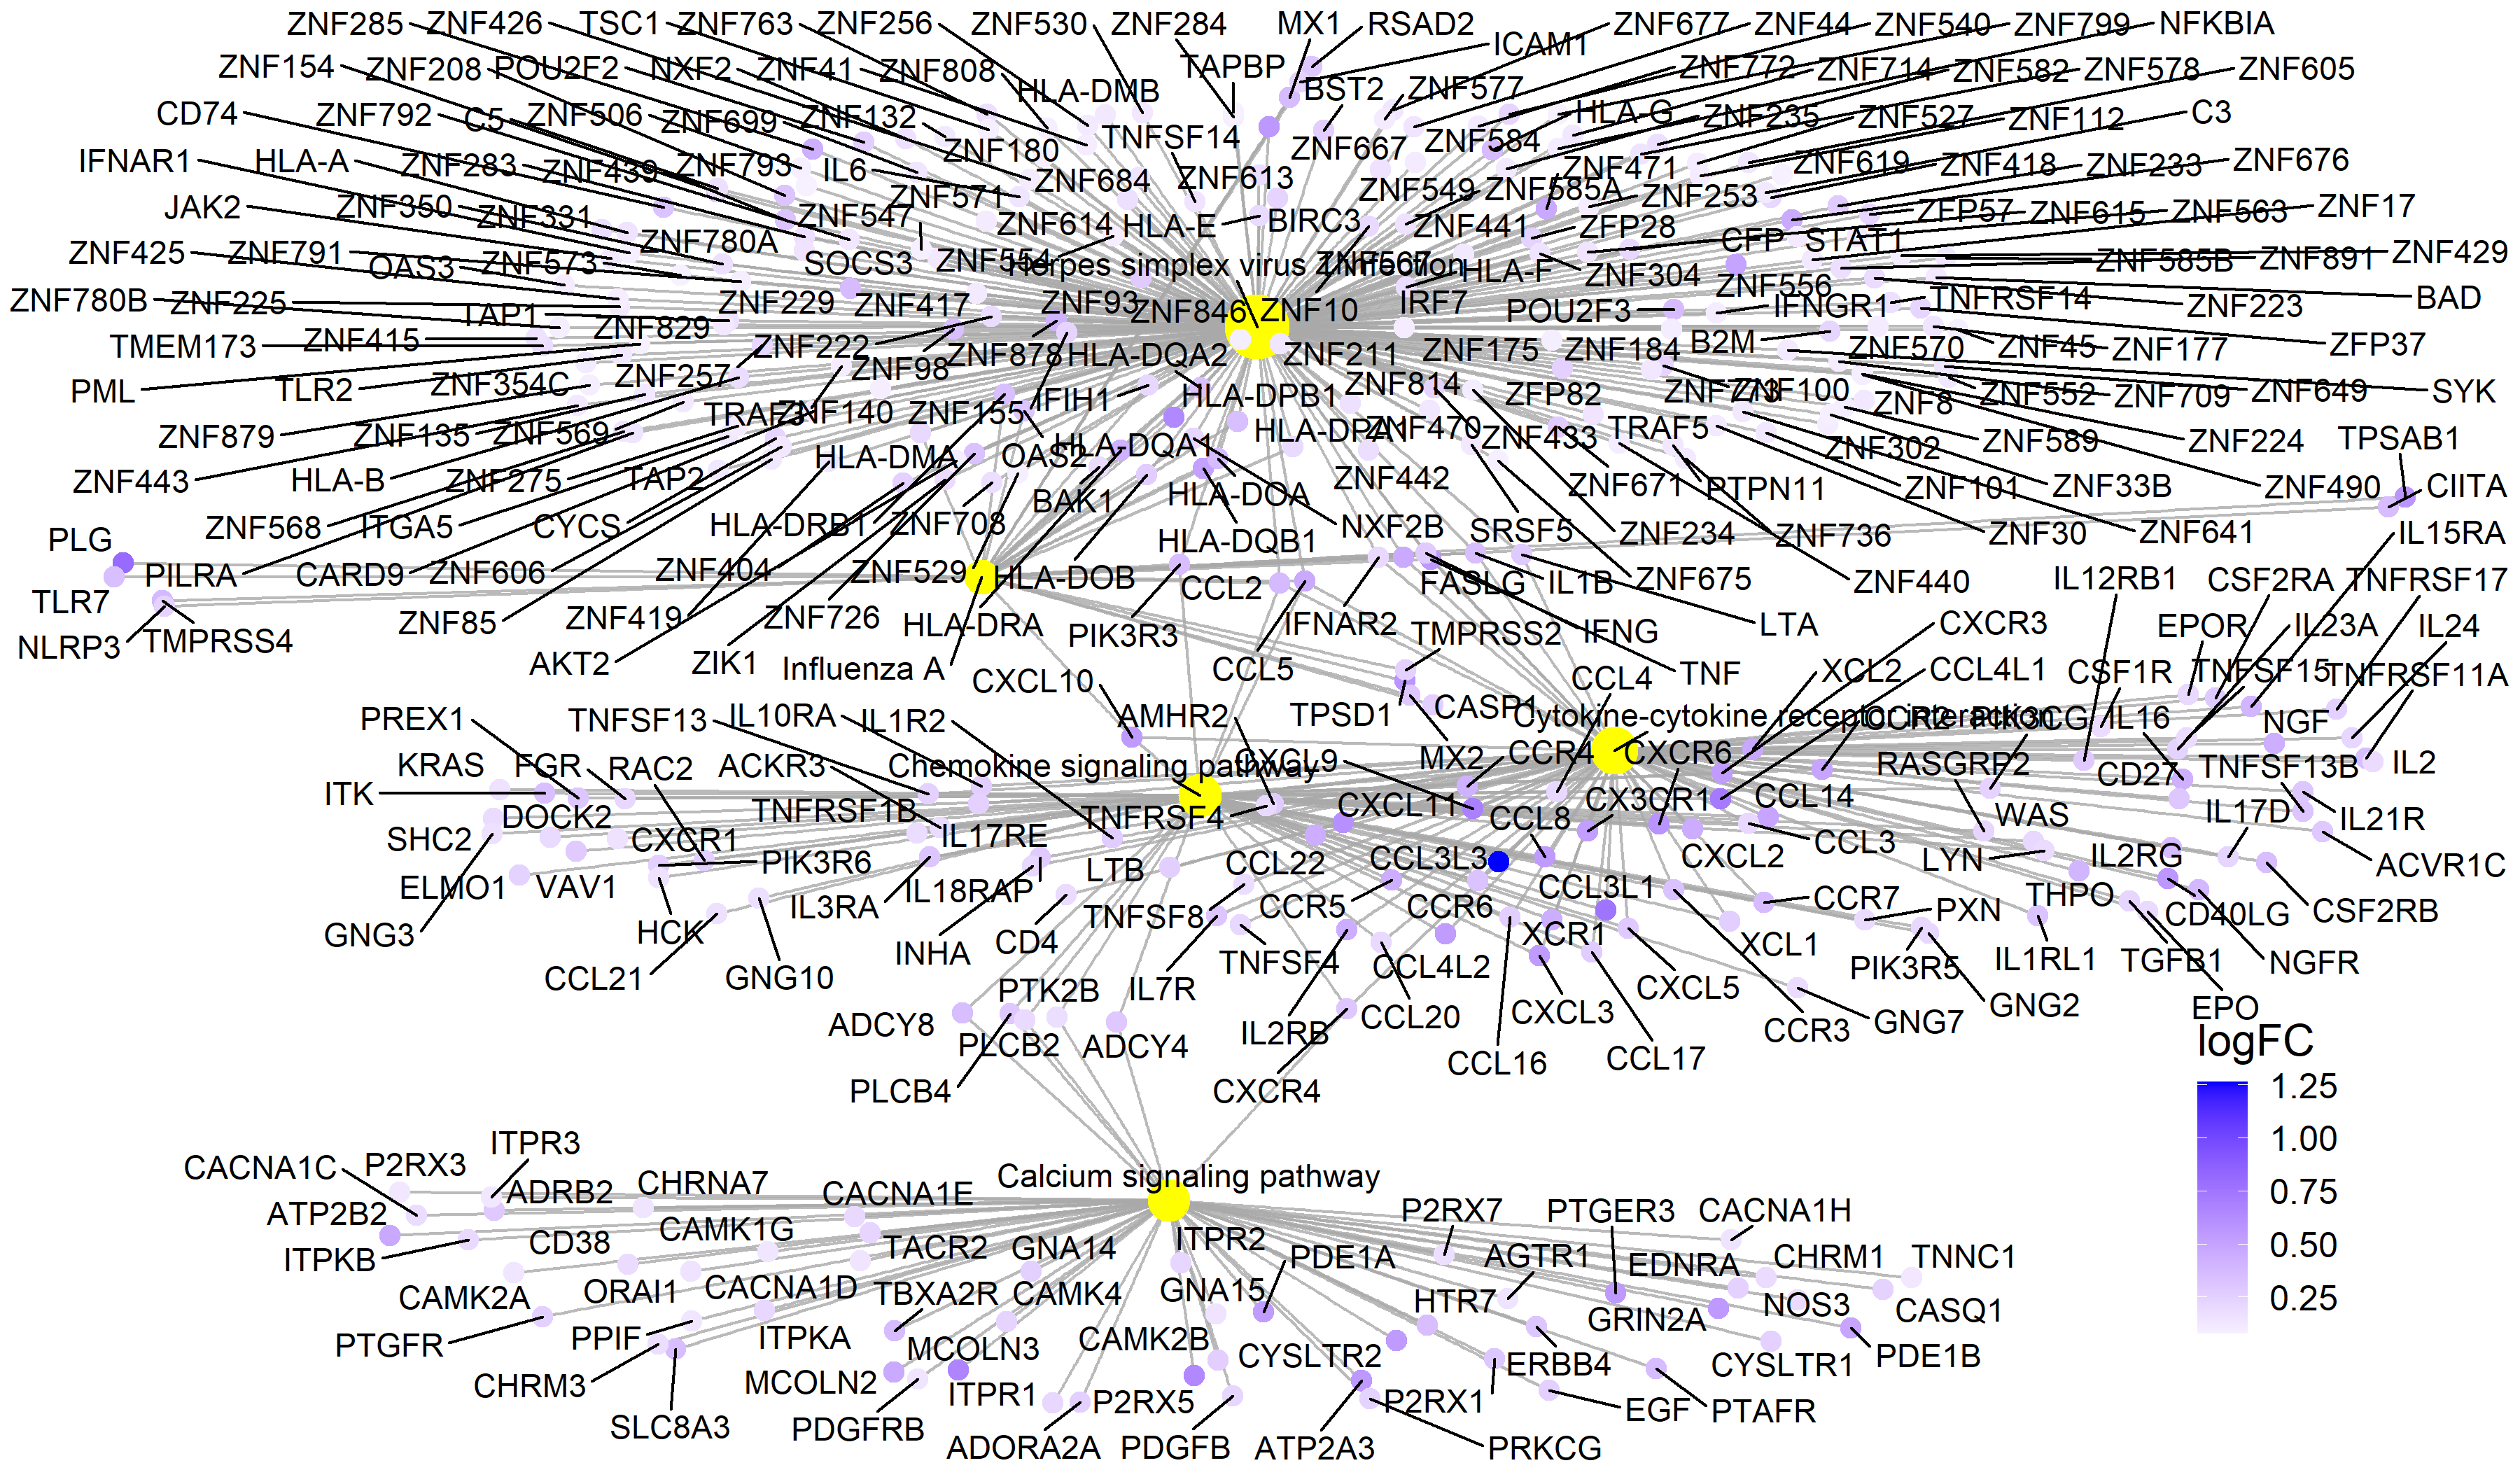 ZNF285 ZNF426 TSC1 ZNF763 ZNF256 ZNF530 ZNF284 MX1 RSAD2 ZNF677 ZNF44 ZNF540 ZNF799 NFKBIA
ICAM1
ZNF154 ZNF208 POU2F2 NXF2 ZNF41 ZNF808 TAPBP ZNF772 ZNF714 ZNF582 ZNF578 ZNF605
HLA-DMB BST2 ZNF577
CD74 ZNF792 C5 ZNF506 ZNF699 ZNF132 HLA-G ZNF235 ZNF527 ZNF112 C3
TNFSF14 ZNF667 ZNF584
IFNAR1 HLA-A ZNF283 ZNF439 ZNF793 IL6 ZNF180 ZNF471 ZNF619 ZNF418 ZNF233 ZNF676
ZNF571 ZNF684 ZNF613 ZNF549 ZNF585A ZNF253
JAK2 ZNF350 ZNF331 ZNF547 ZNF614 HLA-E BIRC3 ZNF441 ZFP28 ZFP57 ZNF615 ZNF563 ZNF17
ZNF425 ZNF791 ZNF780A CFP STAT1 ZNF429
OAS3 ZNF573 SOCS3 ZNF554 Herpes simplex virus 1 infection ZNF567 HLA-F ZNF304 ZNF556 ZNF585B ZNF891
ZNF780B ZNF225 TAP1 ZNF829 ZNF229 ZNF417 ZNF93 ZNF846 ZNF10 IRF7 POU2F3 IFNGR1 TNFRSF14 ZNF223 BAD
TMEM173 ZNF415 ZNF222 ZNF98 ZNF878 HLA-DQA2 ZNF211 ZNF175 ZNF184 B2M ZNF570 ZNF45 ZNF177 ZFP37
PML TLR2 ZNF354C ZNF257 IFIH1 HLA-DPB1 ZNF814 ZFP82 ZNF773 ZNF100 ZNF8 ZNF552 ZNF709 ZNF649 SYK
ZNF879 ZNF135 ZNF569 TRAF3 ZNF140 ZNF155 HLA-DQA1 HLA-DPA1 ZNF470 ZNF433 TRAF5 ZNF302 ZNF589 ZNF224 TPSAB1
ZNF443 HLA-B ZNF275 TAP2 HLA-DMA OAS2 BAK1 HLA-DOA ZNF442 ZNF671 PTPN11 ZNF101 ZNF33B ZNF490 CIITA
ZNF568 ITGA5 CYCS HLA-DRB1 ZNF708 HLA-DQB1 NXF2B SRSF5 ZNF234 ZNF736 ZNF30 ZNF641 IL15RA
PLG PILRA CARD9 ZNF606 ZNF404 ZNF529 HLA-DOB CCL2 FASLG IL1B ZNF675 ZNF440 IL12RB1 CSF2RA TNFRSF17
TLR7 ZNF85 ZNF419 ZNF726 HLA-DRA PIK3R3 IFNAR2 IFNG LTA CXCR3 EPOR IL23A IL24
NLRP3 TMPRSS4 AKT2 ZIK1 Influenza A CXCL10 CCL5 TMPRSS2 TNF CCL4 XCL2 CCL4L1 CSF1R TNFSF15 TNFRSF11A
PREX1 TNFSF13 IL10RA IL1R2 AMHR2 TPSD1 CASP1 Cytokine-cytokine receptor interaction CCR2 PIK3CG IL16 NGF
KRAS FGR RAC2 ACKR3 Chemokine signaling pathway CXCL9 MX2 CCR4 CXCR6 RASGRP2 CD27 TNFSF13B IL2
ITK DOCK2 TNFRSF1B TNFRSF4 CXCL11 CX3CR1 CCL14 WAS IL17D IL21R
SHC2 CXCR1 PIK3R6 IL17RE CCL8 CCL3 CXCL2 LYN IL2RG ACVR1C
ELMO1 VAV1 IL3RA IL18RAP LTB CCL22 CCL3L3 CCL3L1 CCR7 THPO CD40LG CSF2RB
GNG3 HCK INHA CD4 TNFSF8 CCR5 CCR6 XCR1 XCL1 PXN
CCL21 GNG10 IL7R TNFSF4 CCL4L2 CXCL5 PIK3R5 IL1RL1 TGFB1 NGFR
ADCY8 PTK2B IL2RB CCL20 CXCL3 CCR3 GNG7 GNG2 EPO
PLCB2 ADCY4 CCL16 CCL17
PLCB4 CXCR4
logFC
1.25
1.00
0.75
0.50
0.25
ITPR3
CACNA1C P2RX3 ADRB2 CHRNA7 CACNA1E Calcium signaling pathway
ATP2B2 CAMK1G P2RX7 PTGER3 CACNA1H
ITPKB CD38 TACR2 GNA14 ITPR2 PDE1A AGTR1 EDNRA CHRM1 TNNC1
CAMK2A ORAI1 CACNA1D TBXA2R CAMK4 GNA15 HTR7 GRIN2A NOS3 CASQ1
PTGFR PPIF ITPKA MCOLN3 CAMK2B CYSLTR2 ERBB4 CYSLTR1 PDE1B
CHRM3 MCOLN2 ITPR1 P2RX5 P2RX1 EGF PTAFR
SLC8A3 PDGFRB ADORA2A PDGFB ATP2A3 PRKCG